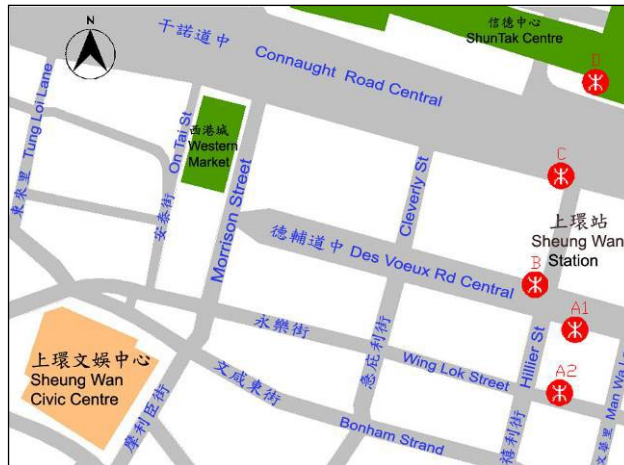 N
信德中心
ShunTak Centre
干諾道中
Connaught Road Central
D
東來里 Tung Loi Lane
On Tai St
安泰街
西港城
Western
Market
Morrison Street
摩利臣街
Cleverly St
急庇利街
C
上環站
Sheung Wan
Station
德輔道中 Des Voeux Rd Central
B
A1
Hillier St
禧利街
永樂街
Wing Lok Street
A2
Man Wa La
文華里
上環文娛中心
Sheung Wan
Civic Centre
文咸東街
Bonham Strand